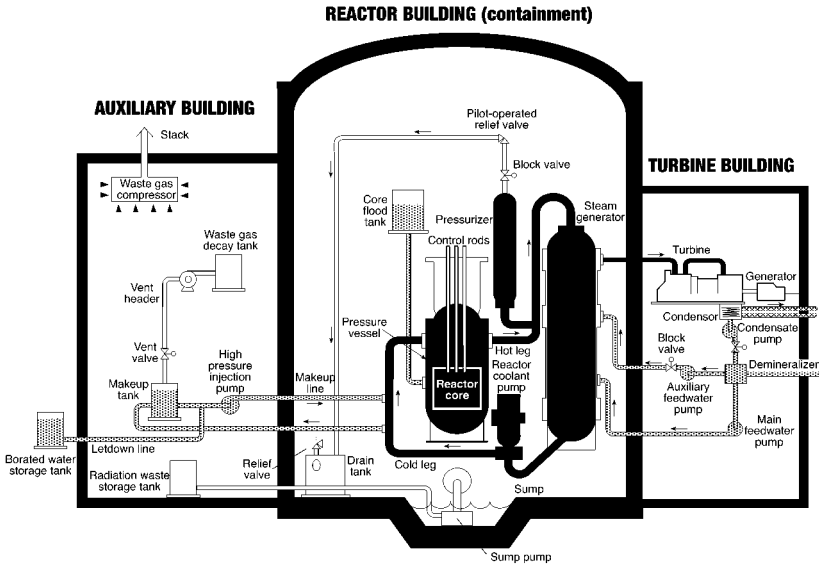 REACTOR BUILDING (containment)
AUXILIARY BUILDING
Stack
Waste gas
compressor
Waste gas
decay tank
Vent
header
Vent
valve
Makeup
tank
High
pressure
injection
pump
Makeup
line
Letdown line
Borated water
storage tank
Radiation waste
storage tank
Relief
valve
Drain
tank
Pilot-operated
relief valve
Block valve
Core
flood
tank
Pressurizer
Control rods
Steam
generator
Pressure
vessel
Hot leg
Reactor
core
Reactor
coolant
pump
Cold leg
Sump
Sump pump
TURBINE BUILDING
Turbine
Generator
Condensor
Condensate
pump
Block
valve
Demineralizer
Auxiliary
feedwater
pump
Main
feedwater
pump